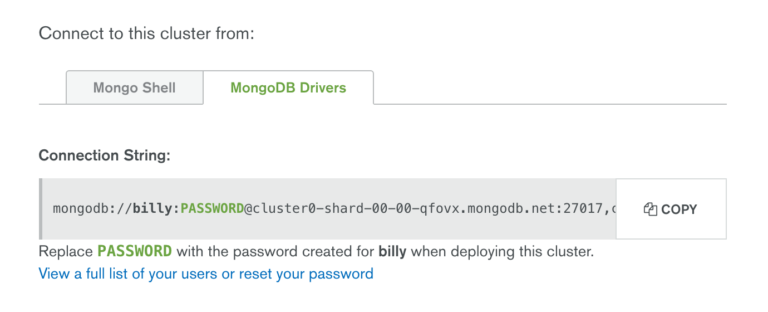 Connect to this cluster from:
Mongo Shell MongoDB Drivers
Connection String:
mongodb://billy:PASSWORD@cluster0-shard-00-00-qfovx.mongodb.net:27017,c COPY
Replace PASSWORD with the password created for billy when deploying this cluster.
View a full list of your users or reset your password